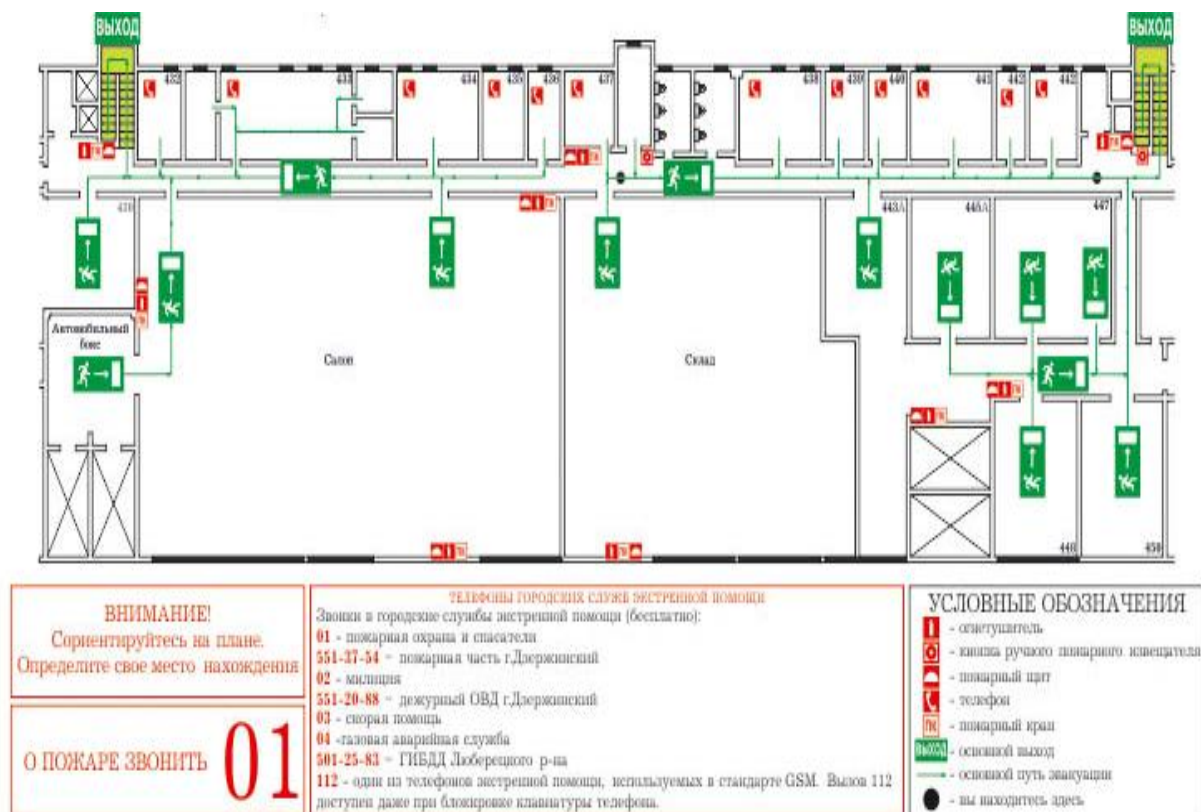 ВЫХОД
ВЫХОД
432
433
434
435
436
437
438
439
440
441
442
442
443А
445А
447
Автомобильный
бокс
Салон
Склад
448
450
ВНИМАНИЕ!
Сориентируйтесь на плане.
Определите свое место нахождения
О ПОЖАРЕ ЗВОНИТЬ 01
ТЕЛЕФОНЫ ГОРОДСКИХ СЛУЖБ ЭКСТРЕННОЙ ПОМОЩИ
Звонки в городские службы экстренной помощи (бесплатно):
01 - пожарная охрана и спасатели
551-37-54 - пожарная часть г.Дзержинский
02 - милиция
551-20-88 - дежурный ОВД г.Дзержинский
03 - скорая помощь
04 -газовая аварийная служба
501-25-83 - ГИБДД Люберецкого р-на
112 - один из телефонов экстренной помощи, используемых в стандарте GSM. Вызов 112
доступен даже при блокировке клавиатуры телефона.
УСЛОВНЫЕ ОБОЗНАЧЕНИЯ
- огнетушитель
- кнопка ручного пожарного извещателя
- пожарный щит
- телефон
ПК - пожарный кран
ВЫХОД - основной выход
- основной путь эвакуации
- вы находитесь здесь